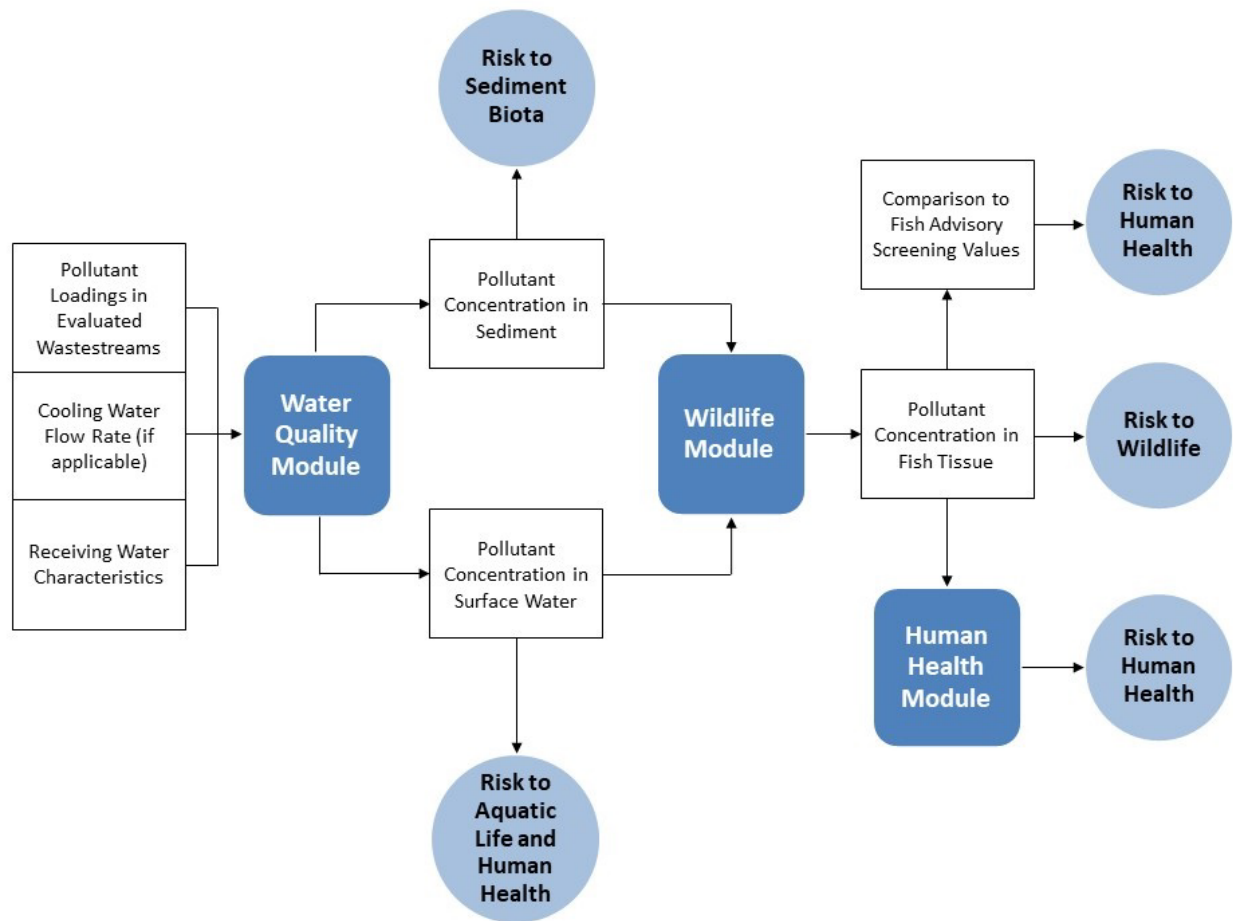 Risk to
Sediment
Biota
Comparison to
Fish Advisory
Screening Values
Risk to
Human
Health
Pollutant
Loadings in
Evaluated
Wastestreams
Pollutant
Concentration in
Sediment
Cooling Water
Flow Rate (if
applicable)
Water
Quality
Module
Wildlife
Module
Pollutant
Concentration in
Fish Tissue
Risk to
Wildlife
Receiving Water
Characteristics
Pollutant
Concentration in
Surface Water
Human
Health
Module
Risk to
Human
Health
Risk to
Aquatic
Life and
Human
Health